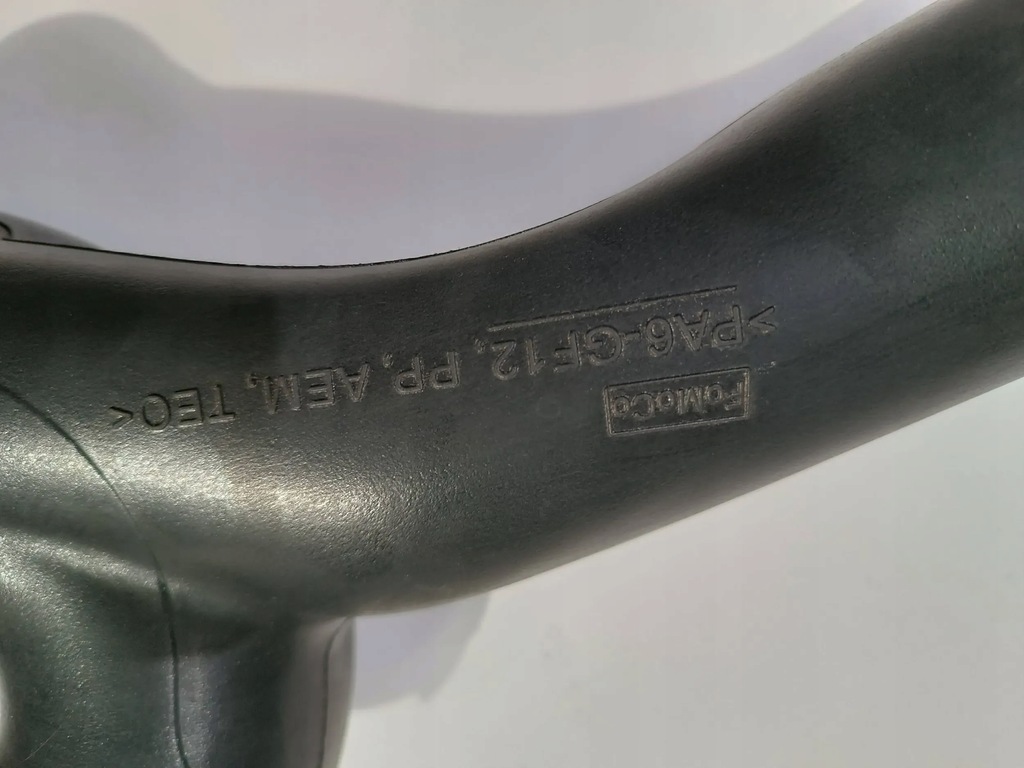 FoMoCo
>PA6-GF12, PP, AEM, TEO<